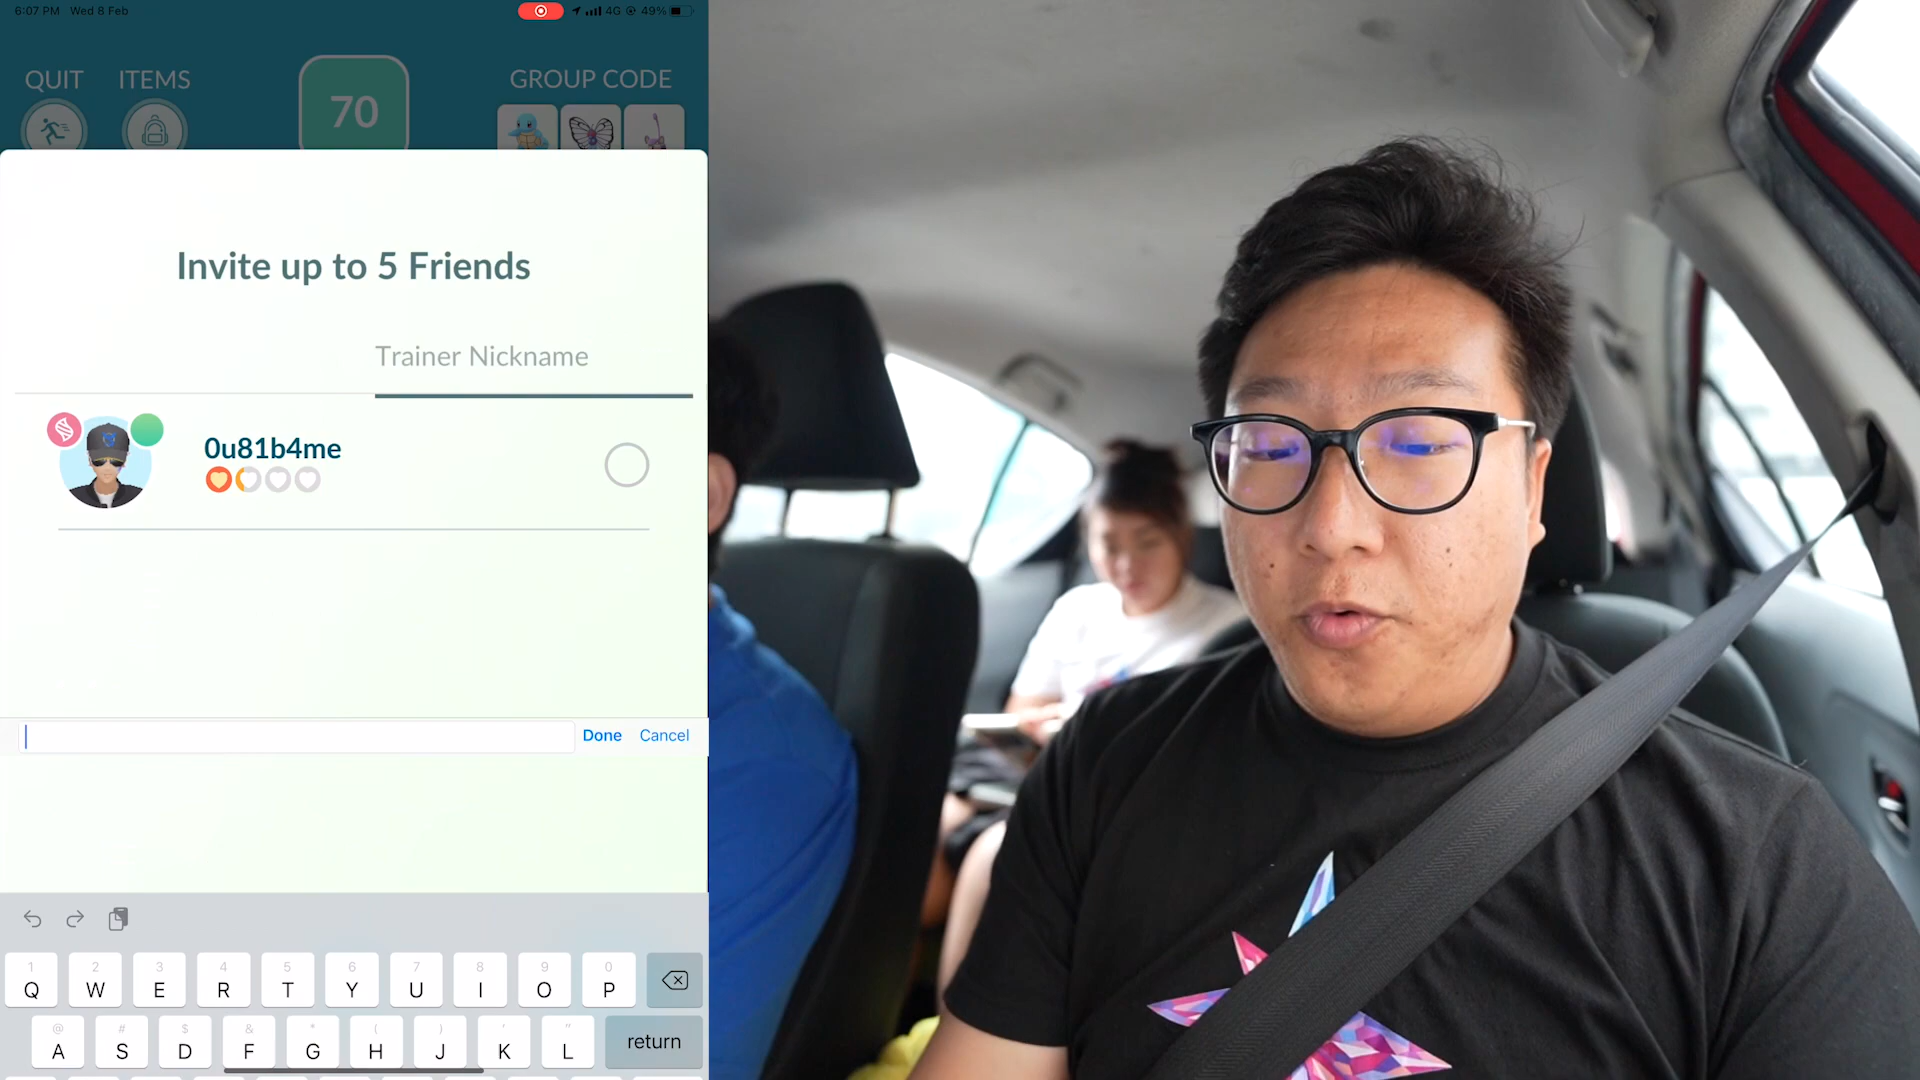 6:07 PM Wed 8 Feb 4G 49%
QUIT ITEMS GROUP CODE
70
Invite up to 5 Friends
Trainer Nickname
0u81b4me
Done Cancel
1 2 3 4 5 6 7 8 9 0
Q W E R T Y U I O P
@ # $ & * ( ) ' "
A S D F G H J K L return